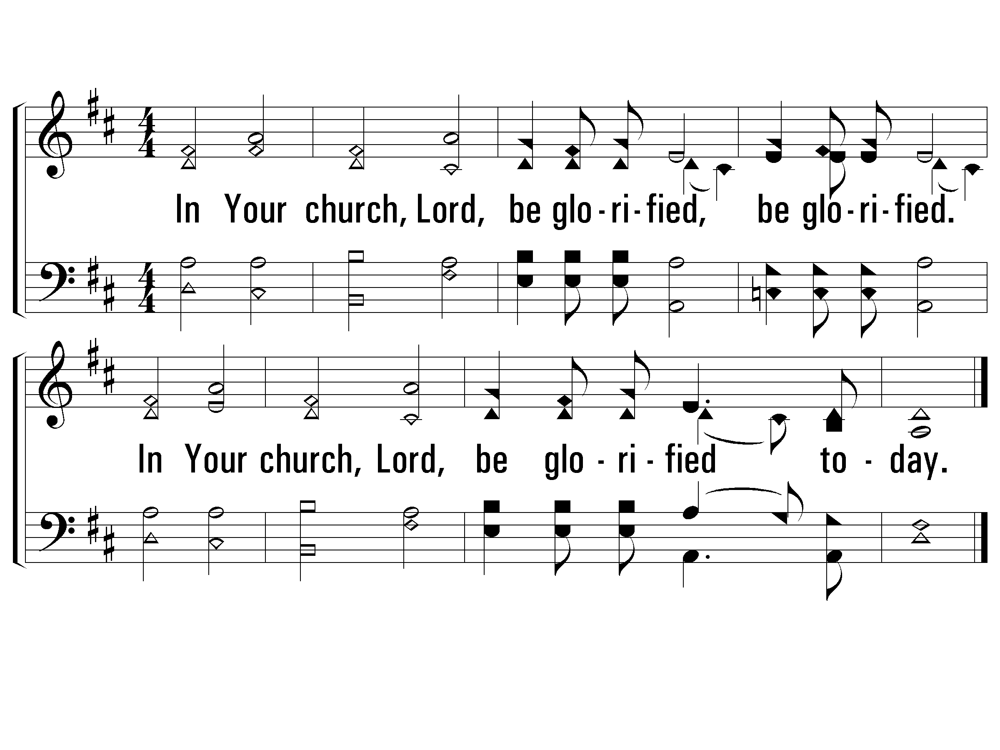 In Your church, Lord, be glo - ri - fied, be glo - ri - fied.
In Your church, Lord, be glo - ri - fied to - day.